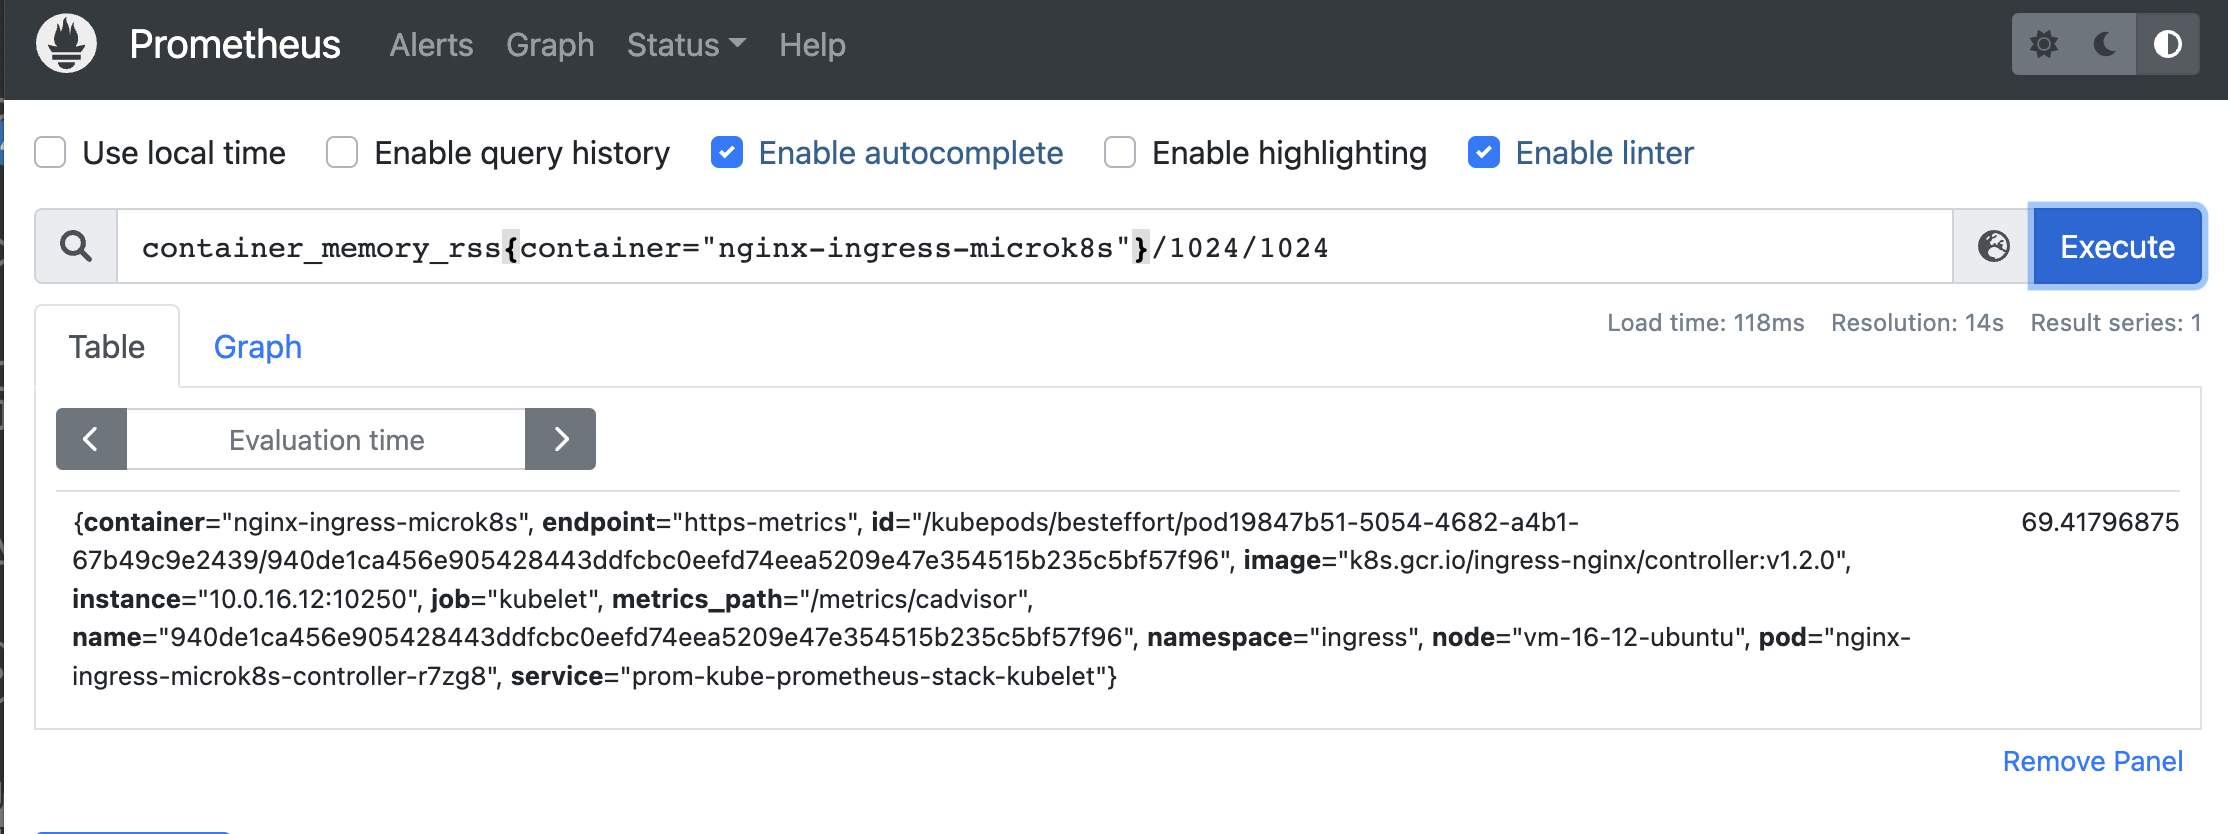 Prometheus Alerts Graph Status Help
Use local time Enable query history Enable autocomplete Enable highlighting Enable linter
container_memory_rss{container="nginx-ingress-microk8s"}/1024/1024 Execute
Load time: 118ms Resolution: 14s Result series: 1
Table Graph
Evaluation time
{container="nginx-ingress-microk8s", endpoint="https-metrics", id="/kubepods/besteffort/pod19847b51-5054-4682-a4b1- 69.41796875
67b49c9e2439/940de1ca456e905428443ddfcbc0eefd74eea5209e47e354515b235c5bf57f96", image="k8s.gcr.io/ingress-nginx/controller:v1.2.0",
instance="10.0.16.12:10250", job="kubelet", metrics_path="/metrics/cadvisor",
name="940de1ca456e905428443ddfcbc0eefd74eea5209e47e354515b235c5bf57f96", namespace="ingress", node="vm-16-12-ubuntu", pod="nginx-
ingress-microk8s-controller-r7zg8", service="prom-kube-prometheus-stack-kubelet"}
Remove Panel